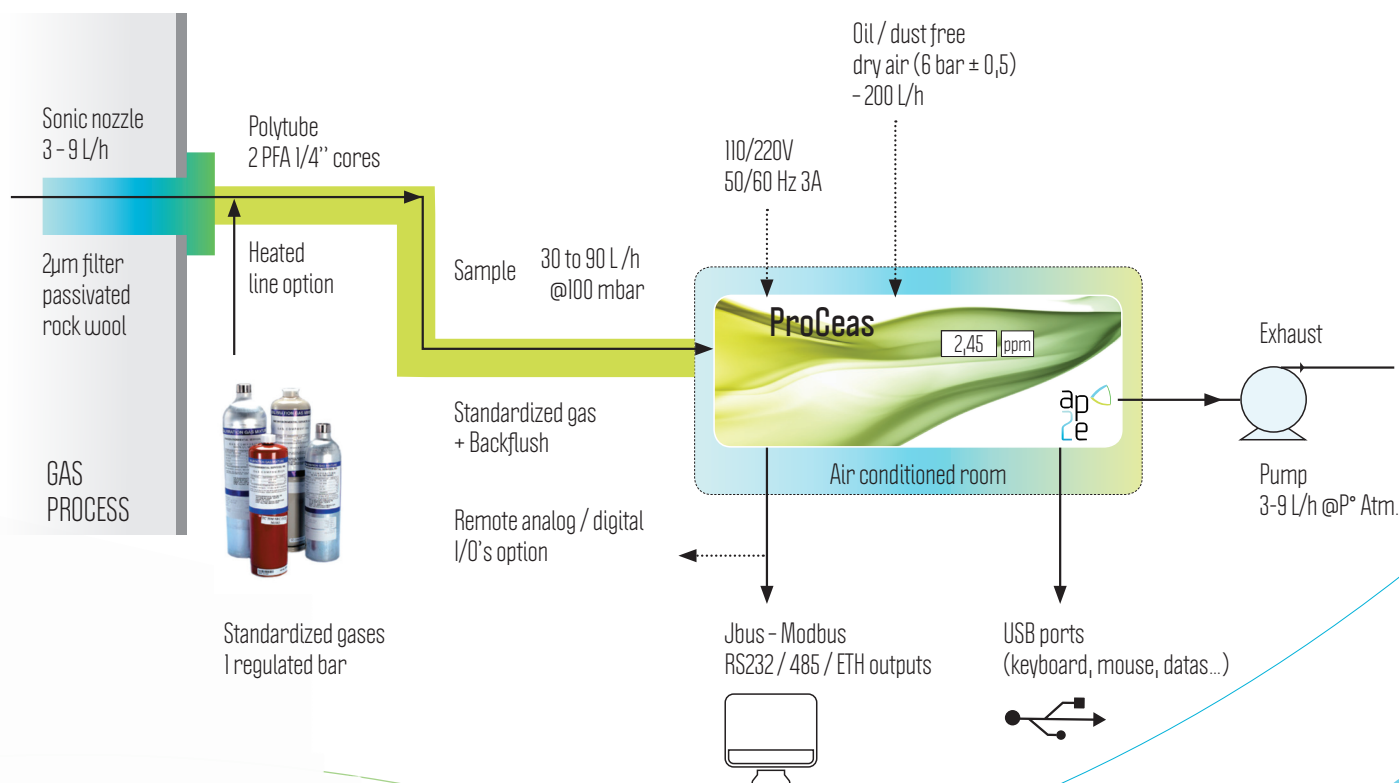 Oil / dust free
dry air (6 bar ± 0,5)
– 200 L/h
Sonic nozzle
3 – 9 L/h
Polytube
2 PFA 1/4’’ cores
110/220V
50/60 Hz 3A
2µm filter
passivated
rock wool
Heated
line option
Sample
30 to 90 L /h
@100 mbar
ProCeas
2,45 ppm
ap2e
Exhaust
Standardized gas
+ Backflush
Air conditioned room
GAS
PROCESS
Pump
3-9 L/h @P° Atm.
Remote analog / digital
I/O’s option
Standardized gases
1 regulated bar
Jbus – Modbus
RS232 / 485 / ETH outputs
USB ports
(keyboard, mouse, datas...)